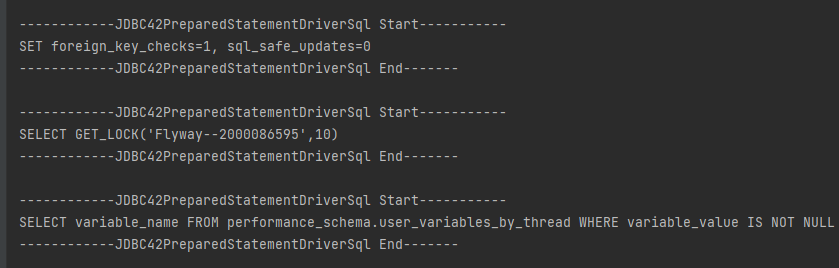 ------------JDBC42PreparedStatementDriverSql Start-----------
SET foreign_key_checks=1, sql_safe_updates=0
------------JDBC42PreparedStatementDriverSql End-------
------------JDBC42PreparedStatementDriverSql Start-----------
SELECT GET_LOCK('Flyway--2000086595',10)
------------JDBC42PreparedStatementDriverSql End-------
------------JDBC42PreparedStatementDriverSql Start-----------
SELECT variable_name FROM performance_schema.user_variables_by_thread WHERE variable_value IS NOT NULL
------------JDBC42PreparedStatementDriverSql End-------